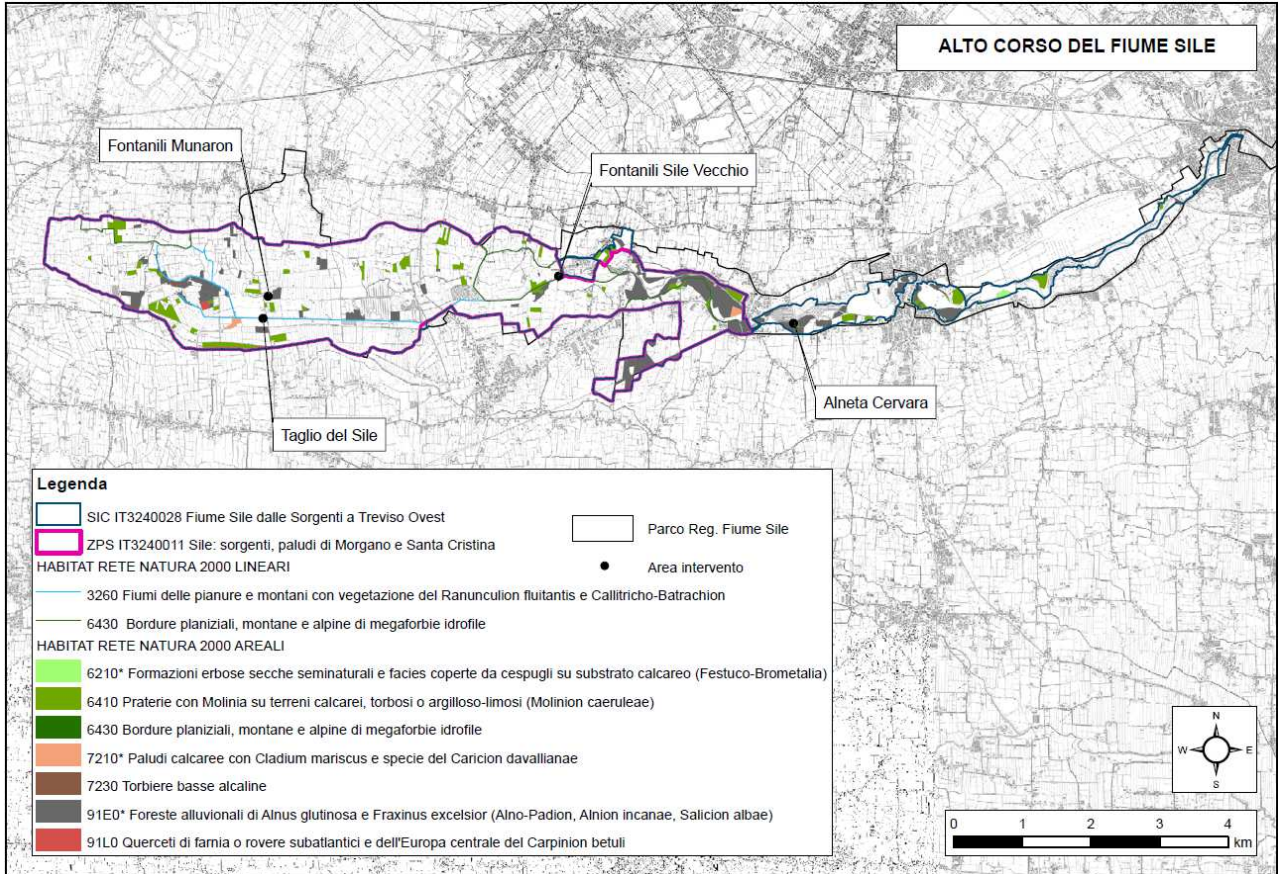 ALTO CORSO DEL FIUME SILE
Fontanili Munaron
Fontanili Sile Vecchio
Alneta Cervara
Taglio del Sile
Legenda
SIC IT3240028 Fiume Sile dalle Sorgenti a Treviso Ovest
ZPS IT3240011 Sile: sorgenti, paludi di Morgano e Santa Cristina
Parco Reg. Fiume Sile
Area intervento
HABITAT RETE NATURA 2000 LINEARI
3260 Fiumi delle pianure e montani con vegetazione del Ranunculion fluitantis e Callitricho-Batrachion
6430 Bordure planiziali, montane e alpine di megaforbie idrofile
HABITAT RETE NATURA 2000 AREALI
6210* Formazioni erbose secche seminaturali e facies coperte da cespugli su substrato calcareo (Festuco-Brometalia)
6410 Praterie con Molinia su terreni calcarei, torbosi o argilloso-limosi (Molinion caeruleae)
6430 Bordure planiziali, montane e alpine di megaforbie idrofile
7210* Paludi calcaree con Cladium mariscus e specie del Caricion davallianae
7230 Torbiere basse alcaline
91E0* Foreste alluvionali di Alnus glutinosa e Fraxinus excelsior (Alno-Padion, Alnion incanae, Salicion albae)
91L0 Querceti di farnia o rovere subatlantici e dell'Europa centrale del Carpinion betuli
N
W E
S
0 1 2 3 4
km